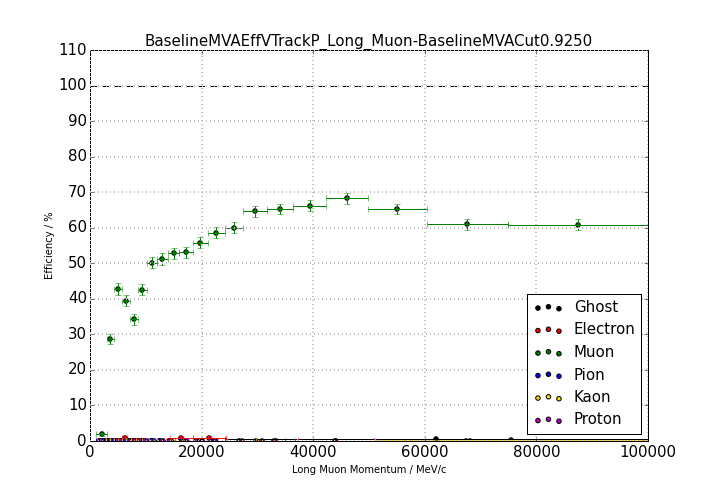 BaselineMVAEffVTrackP_Long_Muon-BaselineMVACut0.9250
110
100
90
80
70
60
50
40
30
20
10
0
Efficiency / %
Ghost
Electron
Muon
Pion
Kaon
Proton
0 20000 40000 60000 80000 100000
Long Muon Momentum / MeV/c